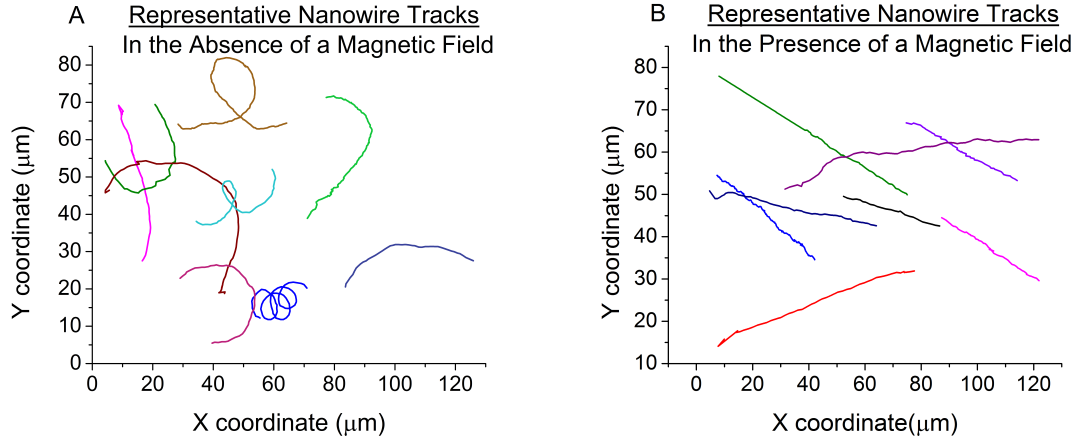 A
Representative Nanowire Tracks
In the Absence of a Magnetic Field
80
70
60
50
40
30
20
10
0
Y coordinate (μm)
0 20 40 60 80 100 120
X coordinate (μm)
B
Representative Nanowire Tracks
In the Presence of a Magnetic Field
80
70
60
50
40
30
20
10
Y coordinate (μm)
0 20 40 60 80 100 120
X coordinate(μm)